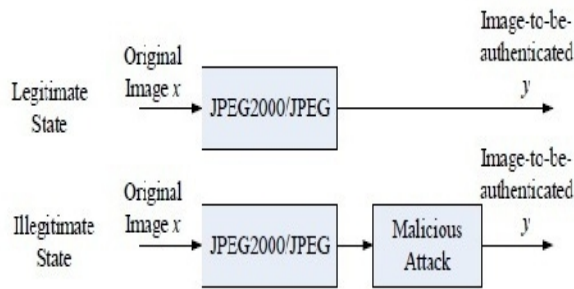 Legitimate
State
Original
Image x
JPEG2000/JPEG
Image-to-be-
authenticated
y
Illegitimate
State
Original
Image x
JPEG2000/JPEG
Malicious
Attack
Image-to-be-
authenticated
y